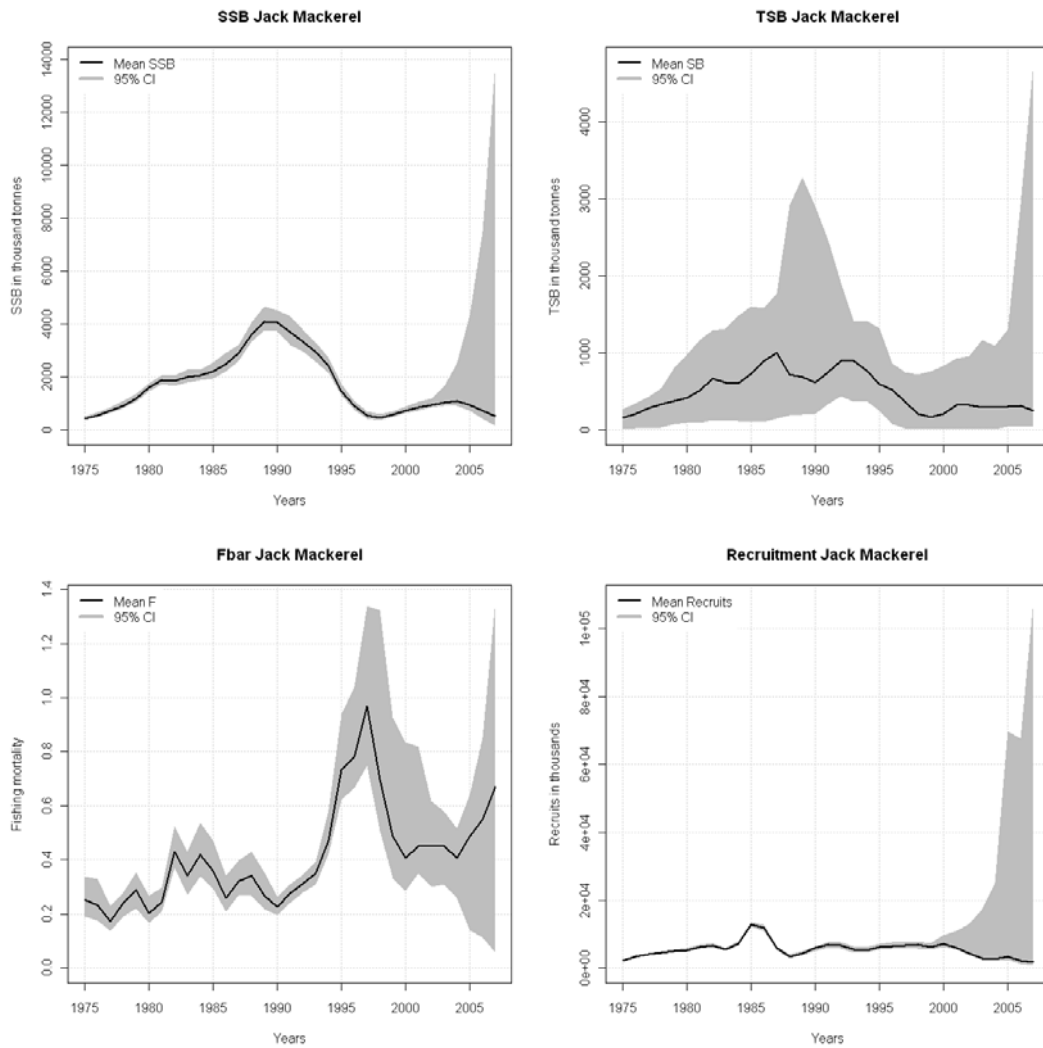 SSB Jack Mackerel
Mean SSB
95% CI
14000
12000
10000
8000
6000
4000
2000
0
SSB in thousand tonnes
1975 1980 1985 1990 1995 2000 2005
Years
TSB Jack Mackerel
Mean SB
95% CI
4000
3000
2000
1000
0
TSB in thousand tonnes
1975 1980 1985 1990 1995 2000 2005
Years
Fbar Jack Mackerel
Mean F
95% CI
1.4
1.2
1.0
0.8
0.6
0.4
0.2
0.0
Fishing mortality
1975 1980 1985 1990 1995 2000 2005
Years
Recruitment Jack Mackerel
Mean Recruits
95% CI
1e+05
8e+04
6e+04
4e+04
2e+04
0e+00
Recruits in thousands
1975 1980 1985 1990 1995 2000 2005
Years